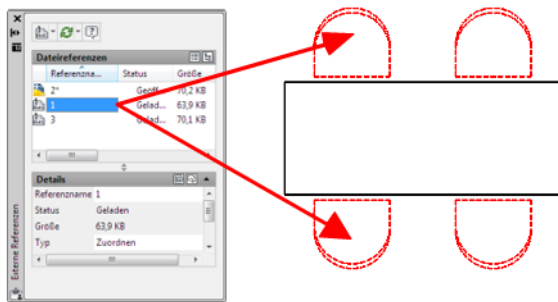 Dateireferenzen
Referenzna... Status Größe
2* Geöff... 70,2 KB
1 Gelad... 63,9 KB
3 Gelad... 70,1 KB
Details
Referenzname 1
Status Geladen
Größe 63,9 KB
Typ Zuordnen
Externe Referenzen